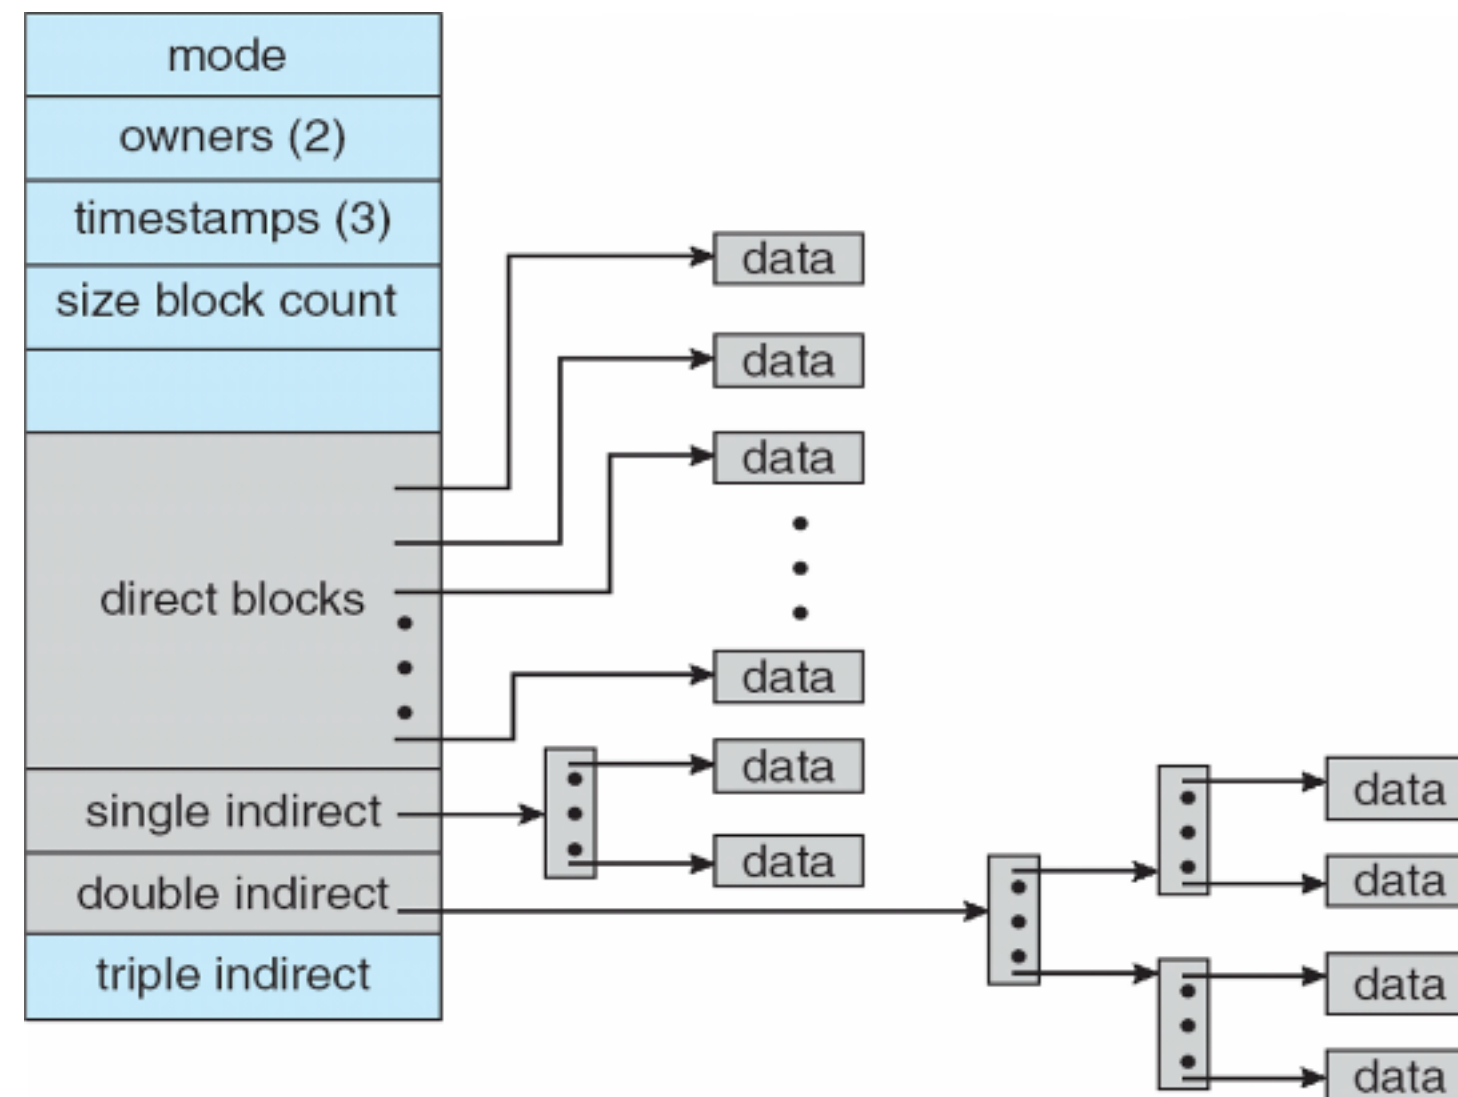 mode
owners (2)
timestamps (3)
size block count
direct blocks
single indirect
double indirect
triple indirect
data
data
data
data
data
data
data
data
data
data